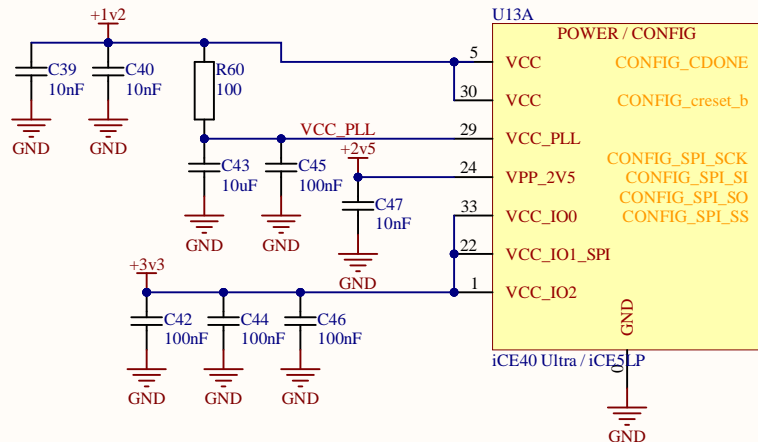 U13A
+1v2
POWER / CONFIG
5
VCC
CONFIG_CDONE
C39
10nF
C40
10nF
R60
100
30
VCC
CONFIG_creset_b
GND
GND
VCC_PLL
29
VCC_PLL
+2v5
CONFIG_SPI_SCK
C43
10uF
C45
100nF
24
VPP_2V5
CONFIG_SPI_SI
CONFIG_SPI_SO
C47
10nF
33
VCC_IO0
CONFIG_SPI_SS
GND
GND
22
VCC_IO1_SPI
+3v3
GND
1
VCC_IO2
C42
100nF
C44
100nF
C46
100nF
GND
iCE40 Ultra / iCE5LP
0
GND
GND
GND
GND